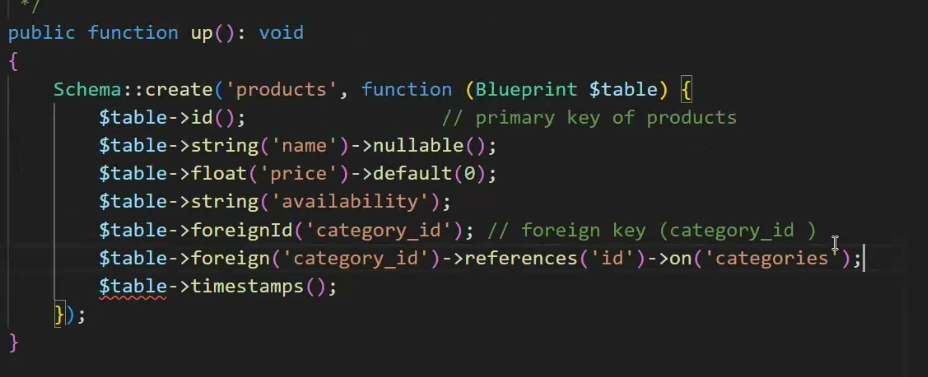 */
public function up(): void
{
Schema::create('products', function (Blueprint $table) {
$table->id(); // primary key of products
$table->string('name')->nullable();
$table->float('price')->default(0);
$table->string('availability');
$table->foreignId('category_id'); // foreign key (category_id )
$table->foreign('category_id')->references('id')->on('categories');
$table->timestamps();
});
}